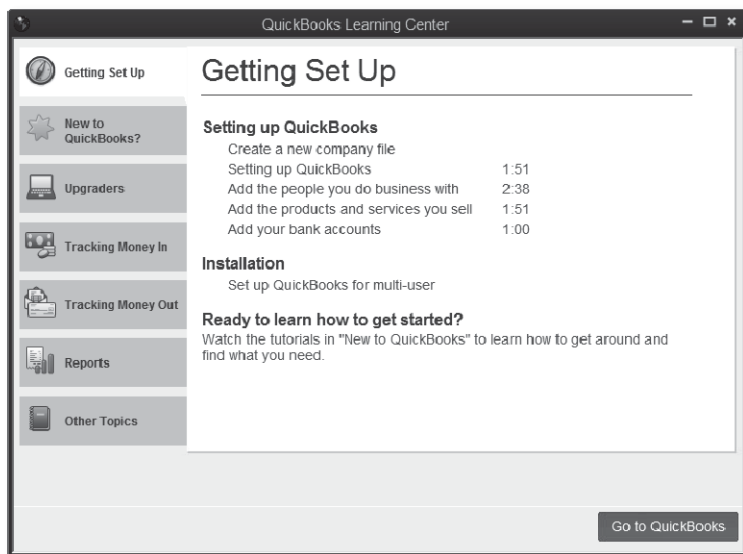 QuickBooks Learning Center
Getting Set Up
New to
QuickBooks?
Upgraders
Tracking Money In
Tracking Money Out
Reports
Other Topics
Getting Set Up
Setting up QuickBooks
Create a new company file
Setting up QuickBooks 1:51
Add the people you do business with 2:38
Add the products and services you sell 1:51
Add your bank accounts 1:00
Installation
Set up QuickBooks for multi-user
Ready to learn how to get started?
Watch the tutorials in "New to QuickBooks" to learn how to get around and
find what you need.
Go to QuickBooks